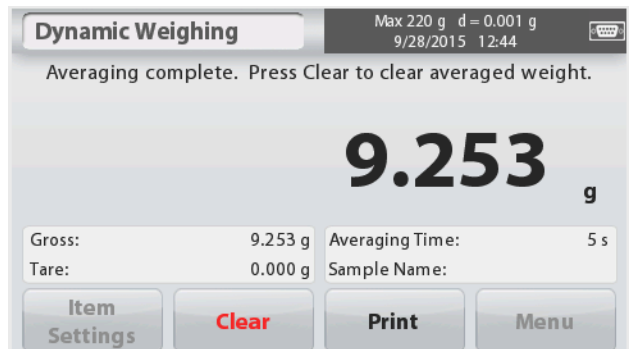 Dynamic Weighing
Max 220 g d = 0.001 g
9/28/2015 12:44
Averaging complete. Press Clear to clear averaged weight.
9.253 g
Gross: 9.253 g
Tare: 0.000 g
Averaging Time: 5 s
Sample Name:
Item
Settings
Clear
Print
Menu